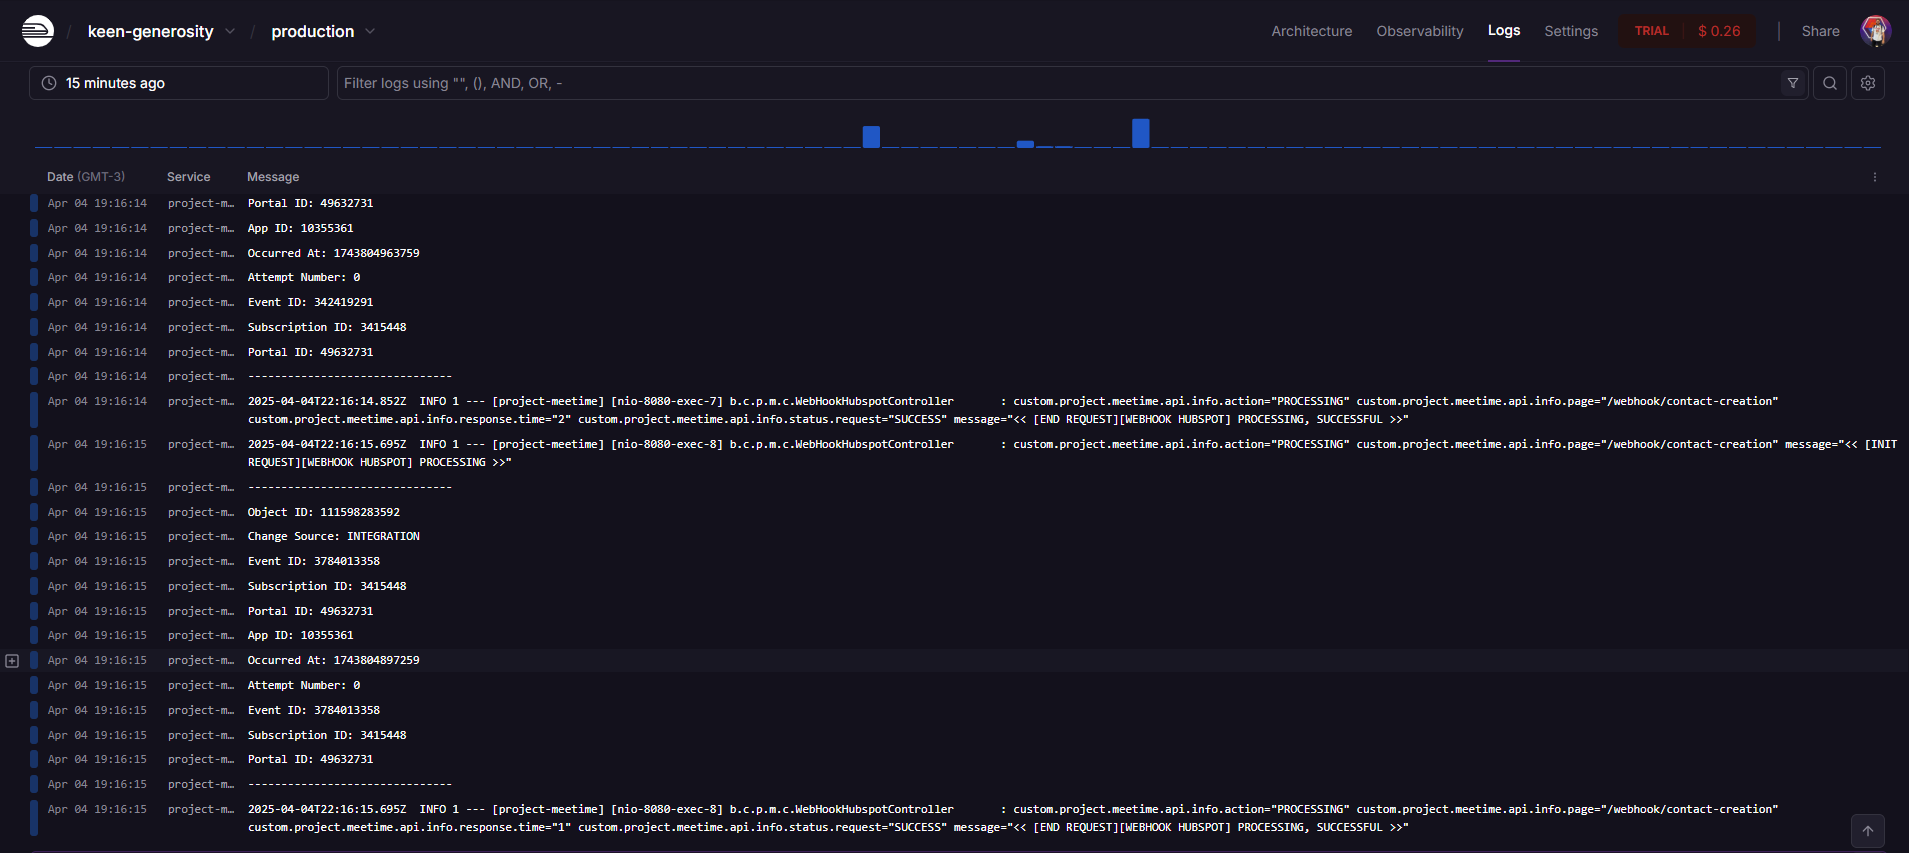 / keen-generosity / production Architecture Observability Logs Settings TRIAL $ 0.26 Share
15 minutes ago Filter logs using "", (), AND, OR, -
Date (GMT-3) Service Message
Apr 04 19:16:14 project-m… Portal ID: 49632731
Apr 04 19:16:14 project-m… App ID: 10355361
Apr 04 19:16:14 project-m… Occurred At: 1743804963759
Apr 04 19:16:14 project-m… Attempt Number: 0
Apr 04 19:16:14 project-m… Event ID: 342419291
Apr 04 19:16:14 project-m… Subscription ID: 3415448
Apr 04 19:16:14 project-m… Portal ID: 49632731
Apr 04 19:16:14 project-m… -------------------------------
Apr 04 19:16:14 project-m… 2025-04-04T22:16:14.852Z INFO 1 --- [project-meetime] [nio-8080-exec-7] b.c.p.m.c.WebHookHubspotController : custom.project.meetime.api.info.action="PROCESSING" custom.project.meetime.api.info.page="/webhook/contact-creation"
custom.project.meetime.api.info.response.time="2" custom.project.meetime.api.info.status.request="SUCCESS" message="<< [END REQUEST][WEBHOOK HUBSPOT] PROCESSING, SUCCESSFUL >>"
Apr 04 19:16:15 project-m… 2025-04-04T22:16:15.695Z INFO 1 --- [project-meetime] [nio-8080-exec-8] b.c.p.m.c.WebHookHubspotController : custom.project.meetime.api.info.action="PROCESSING" custom.project.meetime.api.info.page="/webhook/contact-creation" message="<< [INIT
REQUEST][WEBHOOK HUBSPOT] PROCESSING >>"
Apr 04 19:16:15 project-m… -------------------------------
Apr 04 19:16:15 project-m… Object ID: 111598283592
Apr 04 19:16:15 project-m… Change Source: INTEGRATION
Apr 04 19:16:15 project-m… Event ID: 3784013358
Apr 04 19:16:15 project-m… Subscription ID: 3415448
Apr 04 19:16:15 project-m… Portal ID: 49632731
Apr 04 19:16:15 project-m… App ID: 10355361
Apr 04 19:16:15 project-m… Occurred At: 1743804897259
Apr 04 19:16:15 project-m… Attempt Number: 0
Apr 04 19:16:15 project-m… Event ID: 3784013358
Apr 04 19:16:15 project-m… Subscription ID: 3415448
Apr 04 19:16:15 project-m… Portal ID: 49632731
Apr 04 19:16:15 project-m… -------------------------------
Apr 04 19:16:15 project-m… 2025-04-04T22:16:15.695Z INFO 1 --- [project-meetime] [nio-8080-exec-8] b.c.p.m.c.WebHookHubspotController : custom.project.meetime.api.info.action="PROCESSING" custom.project.meetime.api.info.page="/webhook/contact-creation"
custom.project.meetime.api.info.response.time="1" custom.project.meetime.api.info.status.request="SUCCESS" message="<< [END REQUEST][WEBHOOK HUBSPOT] PROCESSING, SUCCESSFUL >>"